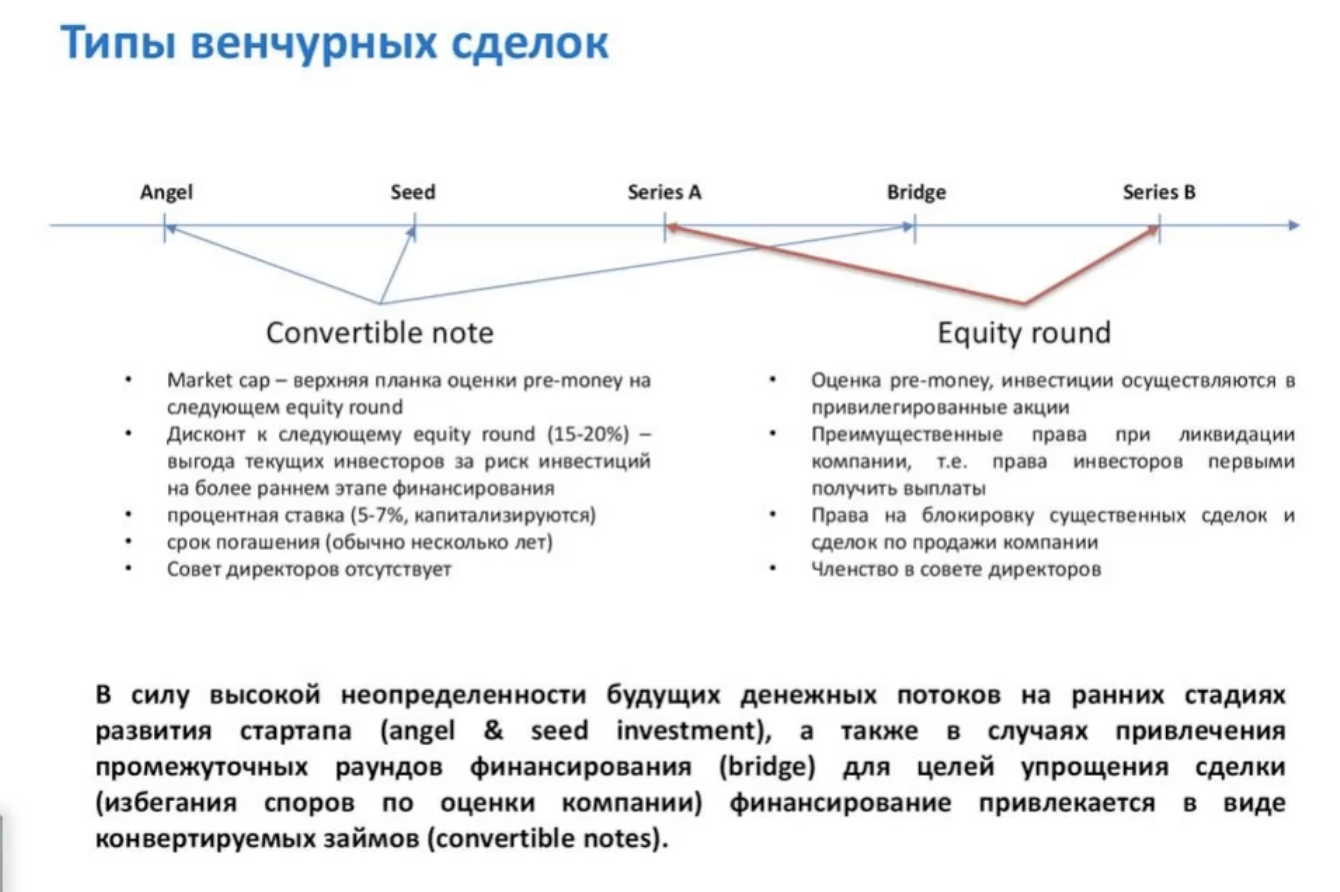 Типы венчурных сделок
Angel
Seed
Series A
Bridge
Series B
Convertible note
• Market cap – верхняя планка оценки pre-money на
следующем equity round
• Дисконт к следующему equity round (15-20%) –
выгода текущих инвесторов за риск инвестиций
на более раннем этапе финансирования
• процентная ставка (5-7%, капитализируются)
• срок погашения (обычно несколько лет)
• Совет директоров отсутствует
Equity round
• Оценка pre-money, инвестиции осуществляются в
привилегированные акции
• Преимущественные права при ликвидации
компании, т.е. права инвесторов первыми
получить выплаты
• Права на блокировку существенных сделок и
сделок по продажи компании
• Членство в совете директоров
В силу высокой неопределенности будущих денежных потоков на ранних стадиях
развития стартапа (angel & seed investment), а также в случаях привлечения
промежуточных раундов финансирования (bridge) для целей упрощения сделки
(избегания споров по оценки компании) финансирование привлекается в виде
конвертируемых займов (convertible notes).